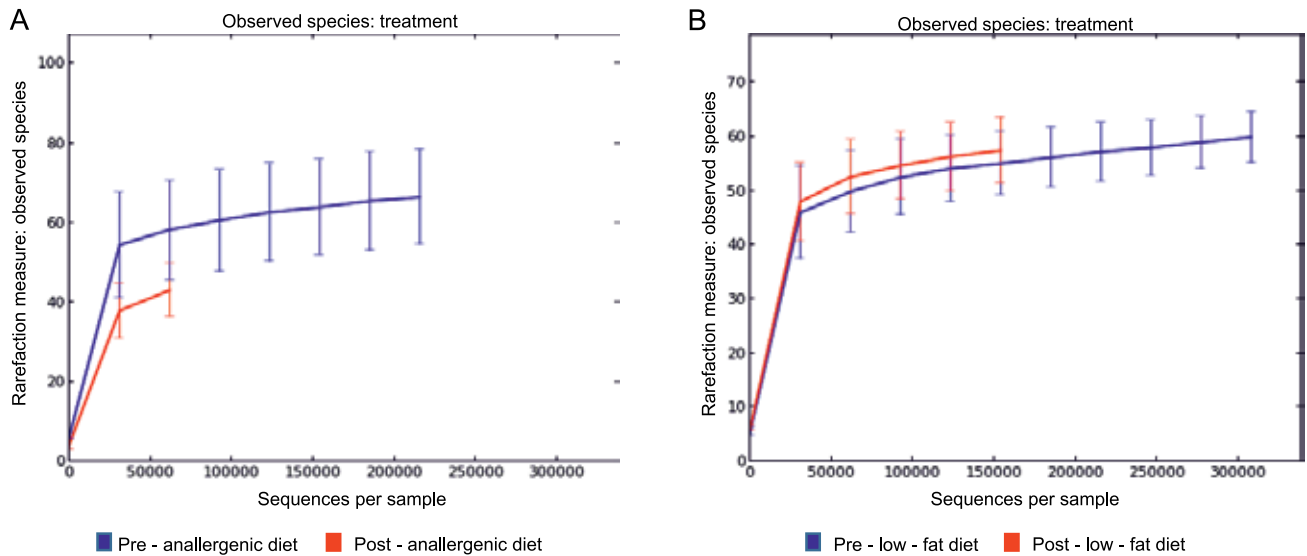 A
Observed species: treatment
Rarefaction measure: observed species
100
80
60
40
20
0
0 50000 100000 150000 200000 250000 300000
Sequences per sample
Pre - anallergenic diet Post - anallergenic diet
B
Observed species: treatment
Rarefaction measure: observed species
70
60
50
40
30
20
10
0
0 50000 100000 150000 200000 250000 300000
Sequences per sample
Pre - low - fat diet Post - low - fat diet